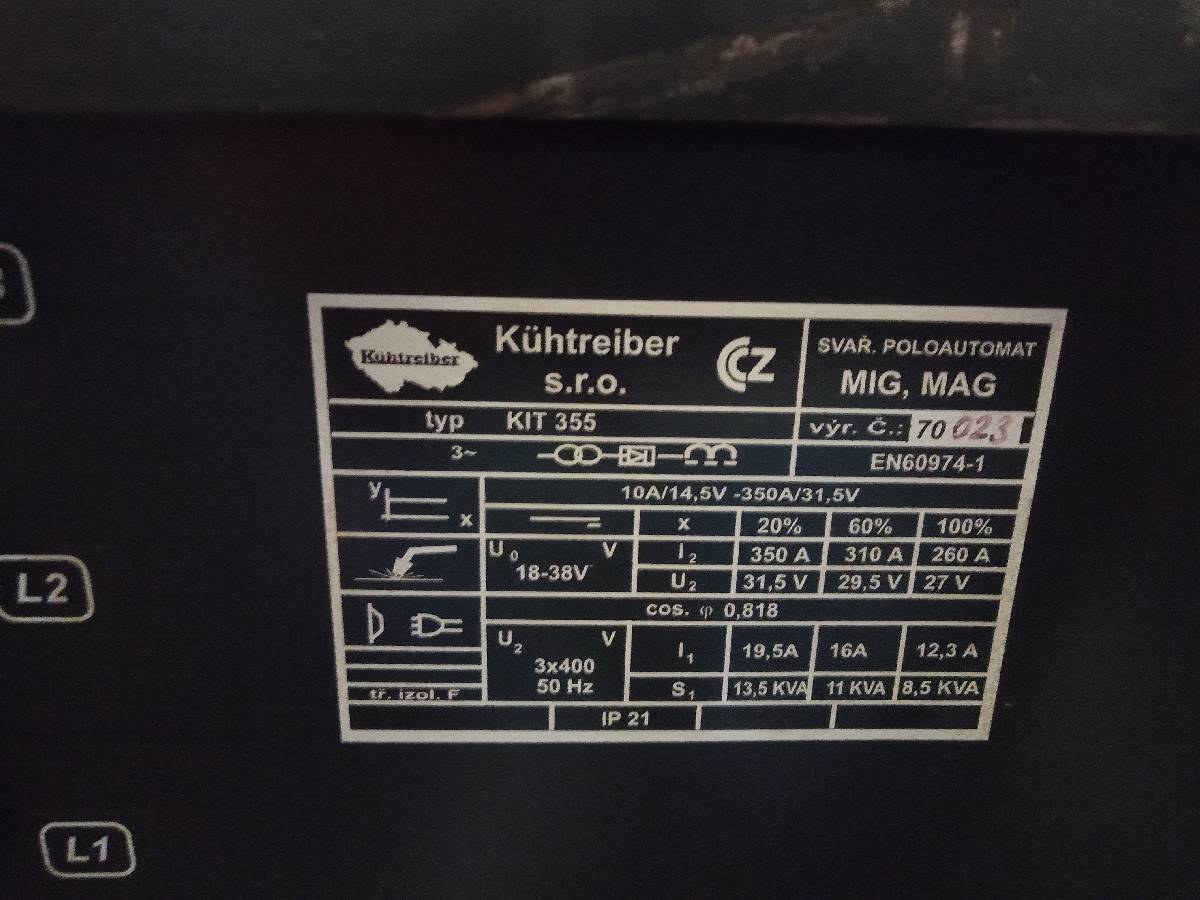 Kühtreiber
Kühtreiber
s.r.o.
CCZ
SVAŘ. POLOAUTOMAT
MIG, MAG
typ KIT 355
výr. Č.: 70 023
3~
EN60974-1
y
x
10A/14,5V -350A/31,5V
x 20% 60% 100%
U0 V
18-38V
I2 350 A 310 A 260 A
U2 31,5 V 29,5 V 27 V
cos. φ 0,818
U2 V
3x400
50 Hz
I1 19,5A 16A 12,3 A
S1 13,5 KVA 11 KVA 8,5 KVA
tř. izol. F
IP 21
L2
L1